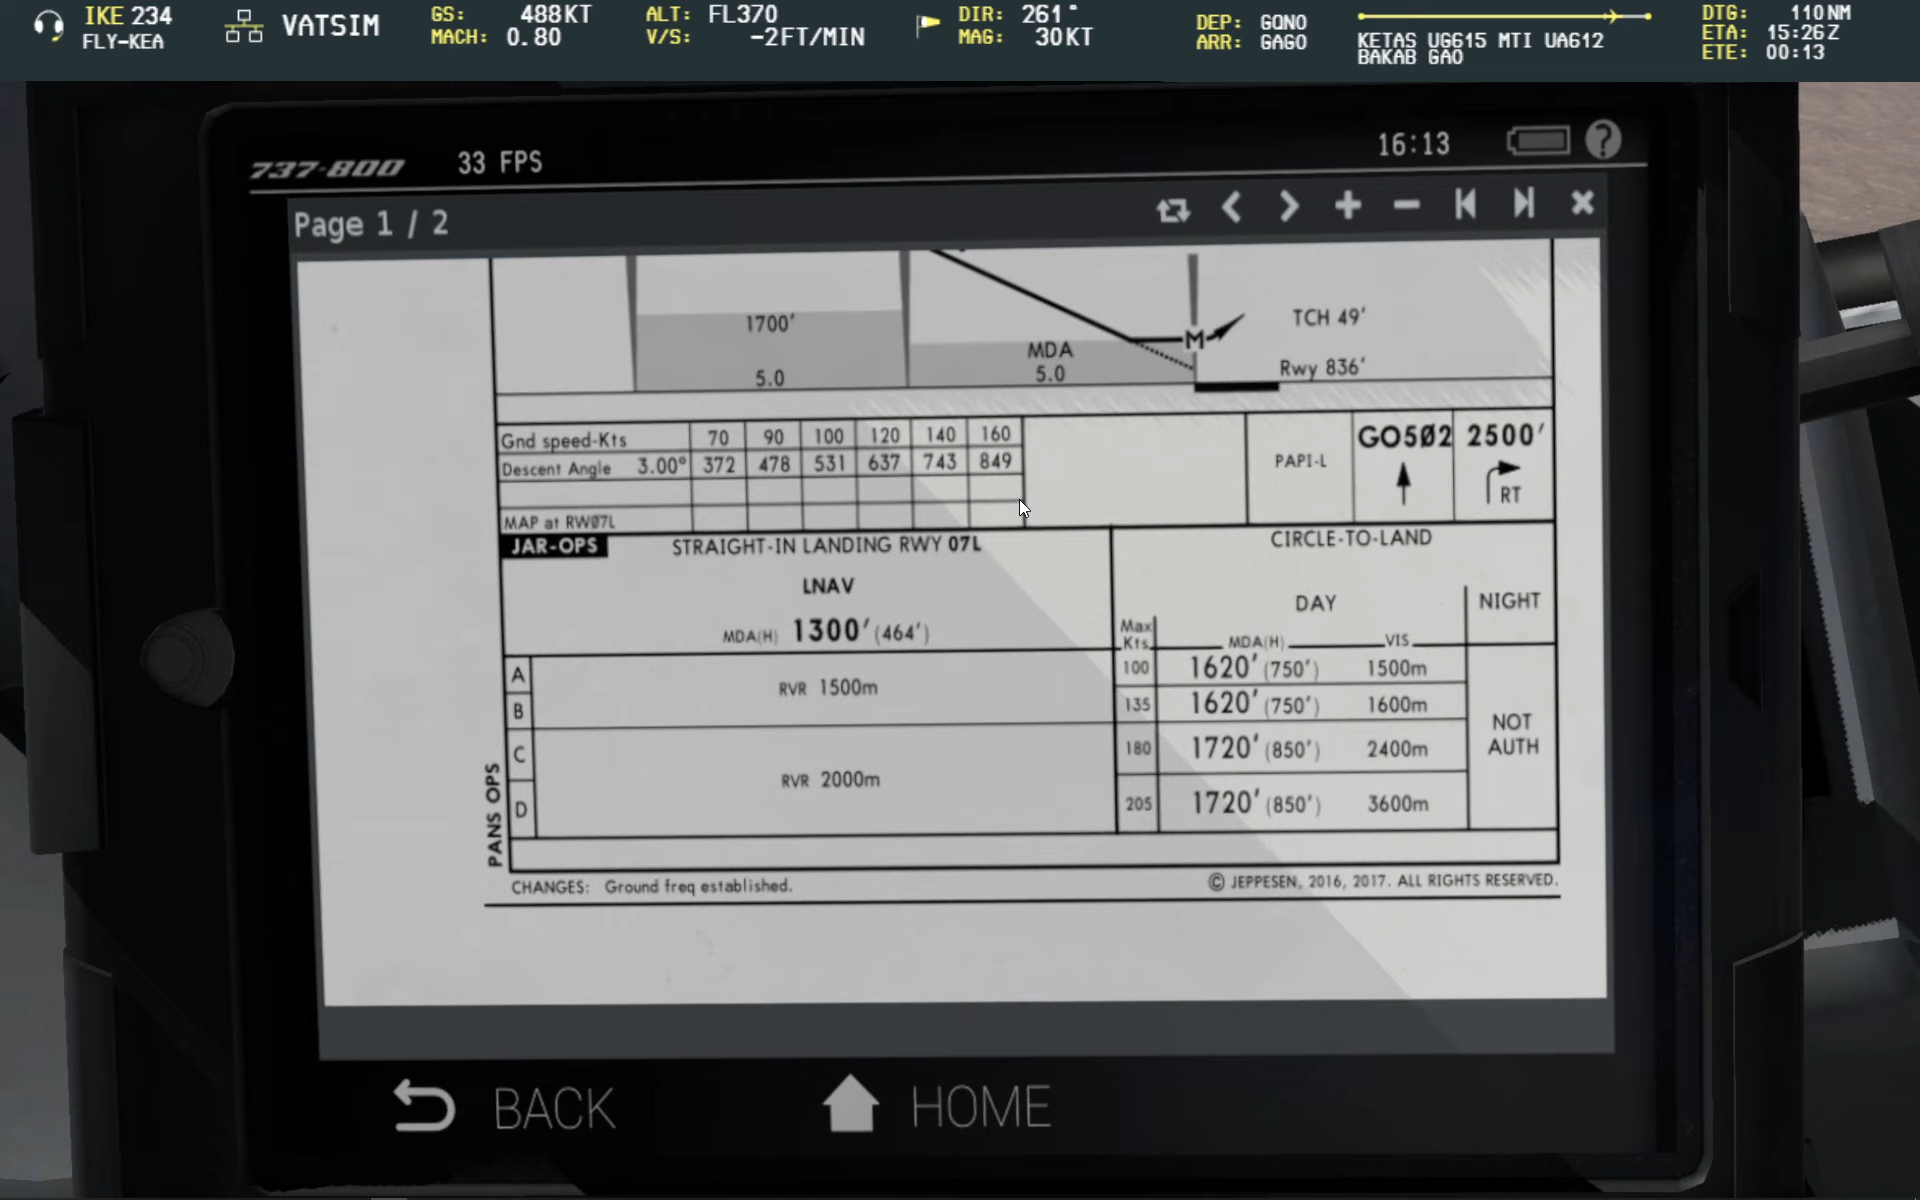 IKE 234
FLY-KEA
VATSIM
GS: 488KT
MACH: 0.80
ALT: FL370
V/S: -2FT/MIN
DIR: 261°
MAG: 30KT
DEP: GQNO
ARR: GAGO
KETAS UG615 MTI UA612
BAKAB GAO
DTG: 110NM
ETA: 15:26Z
ETE: 00:13
737-800 33 FPS 16:13 ?
Page 1 / 2
1700'
5.0
MDA
5.0
M
TCH 49'
Rwy 836'
Gnd speed-Kts 70 90 100 120 140 160
Descent Angle 3.00° 372 478 531 637 743 849
MAP at RWØ7L
PAPI-L
GO5Ø2
2500'
RT
JAR-OPS STRAIGHT-IN LANDING RWY 07L
LNAV
MDA(H) 1300'(464')
A
B
RVR 1500m
C
D
RVR 2000m
CIRCLE-TO-LAND
DAY NIGHT
Max
Kts MDA(H) VIS
100 1620'(750') 1500m
135 1620'(750') 1600m
180 1720'(850') 2400m
205 1720'(850') 3600m
NOT
AUTH
PANS OPS
CHANGES: Ground freq established.
© JEPPESEN, 2016, 2017. ALL RIGHTS RESERVED.
BACK HOME